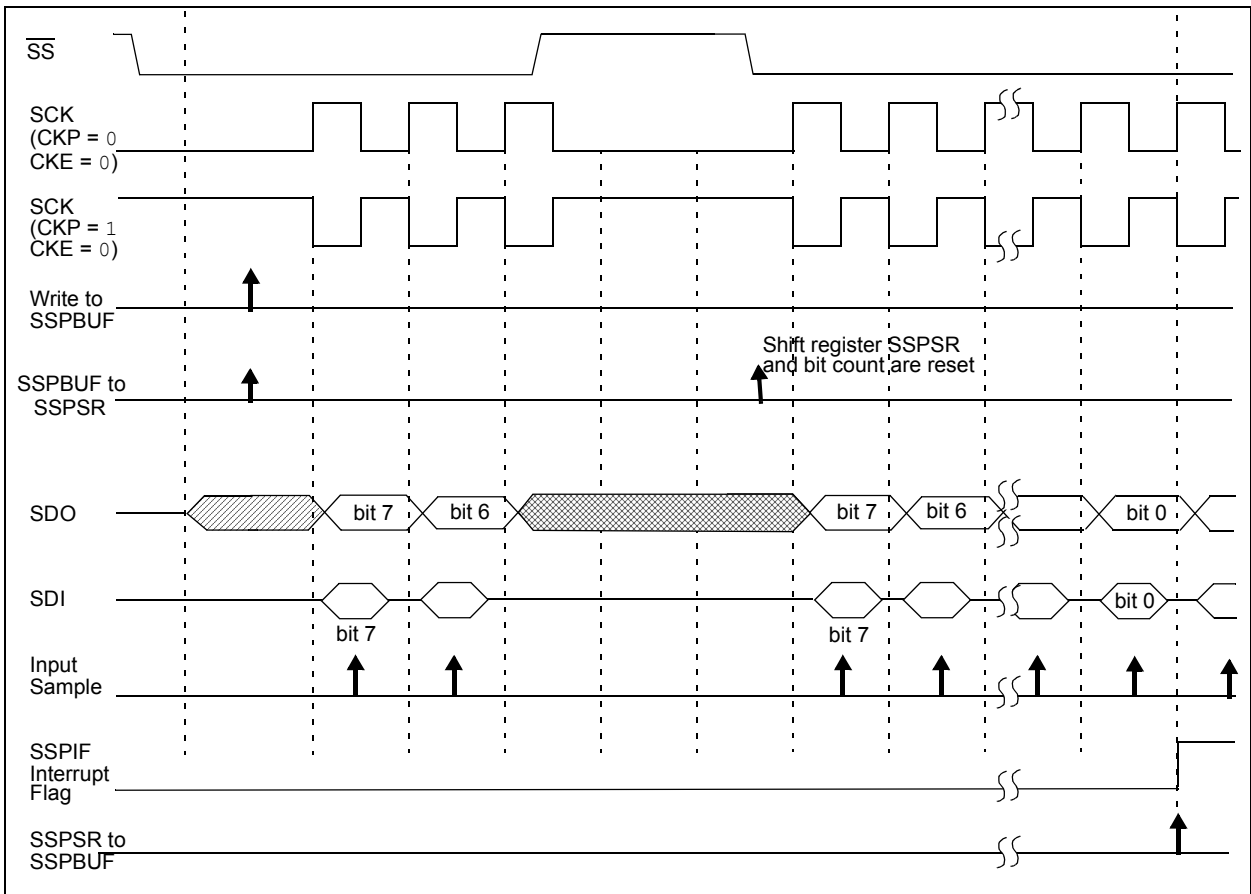 SS
SCK
(CKP = 0
CKE = 0)
SCK
(CKP = 1
CKE = 0)
Write to
SSPBUF
Shift register SSPSR
and bit count are reset
SSPBUF to
SSPSR
SDO
bit 7
bit 6
bit 7
bit 6
bit 0
SDI
bit 0
bit 7
bit 7
Input
Sample
SSPIF
Interrupt
Flag
SSPSR to
SSPBUF